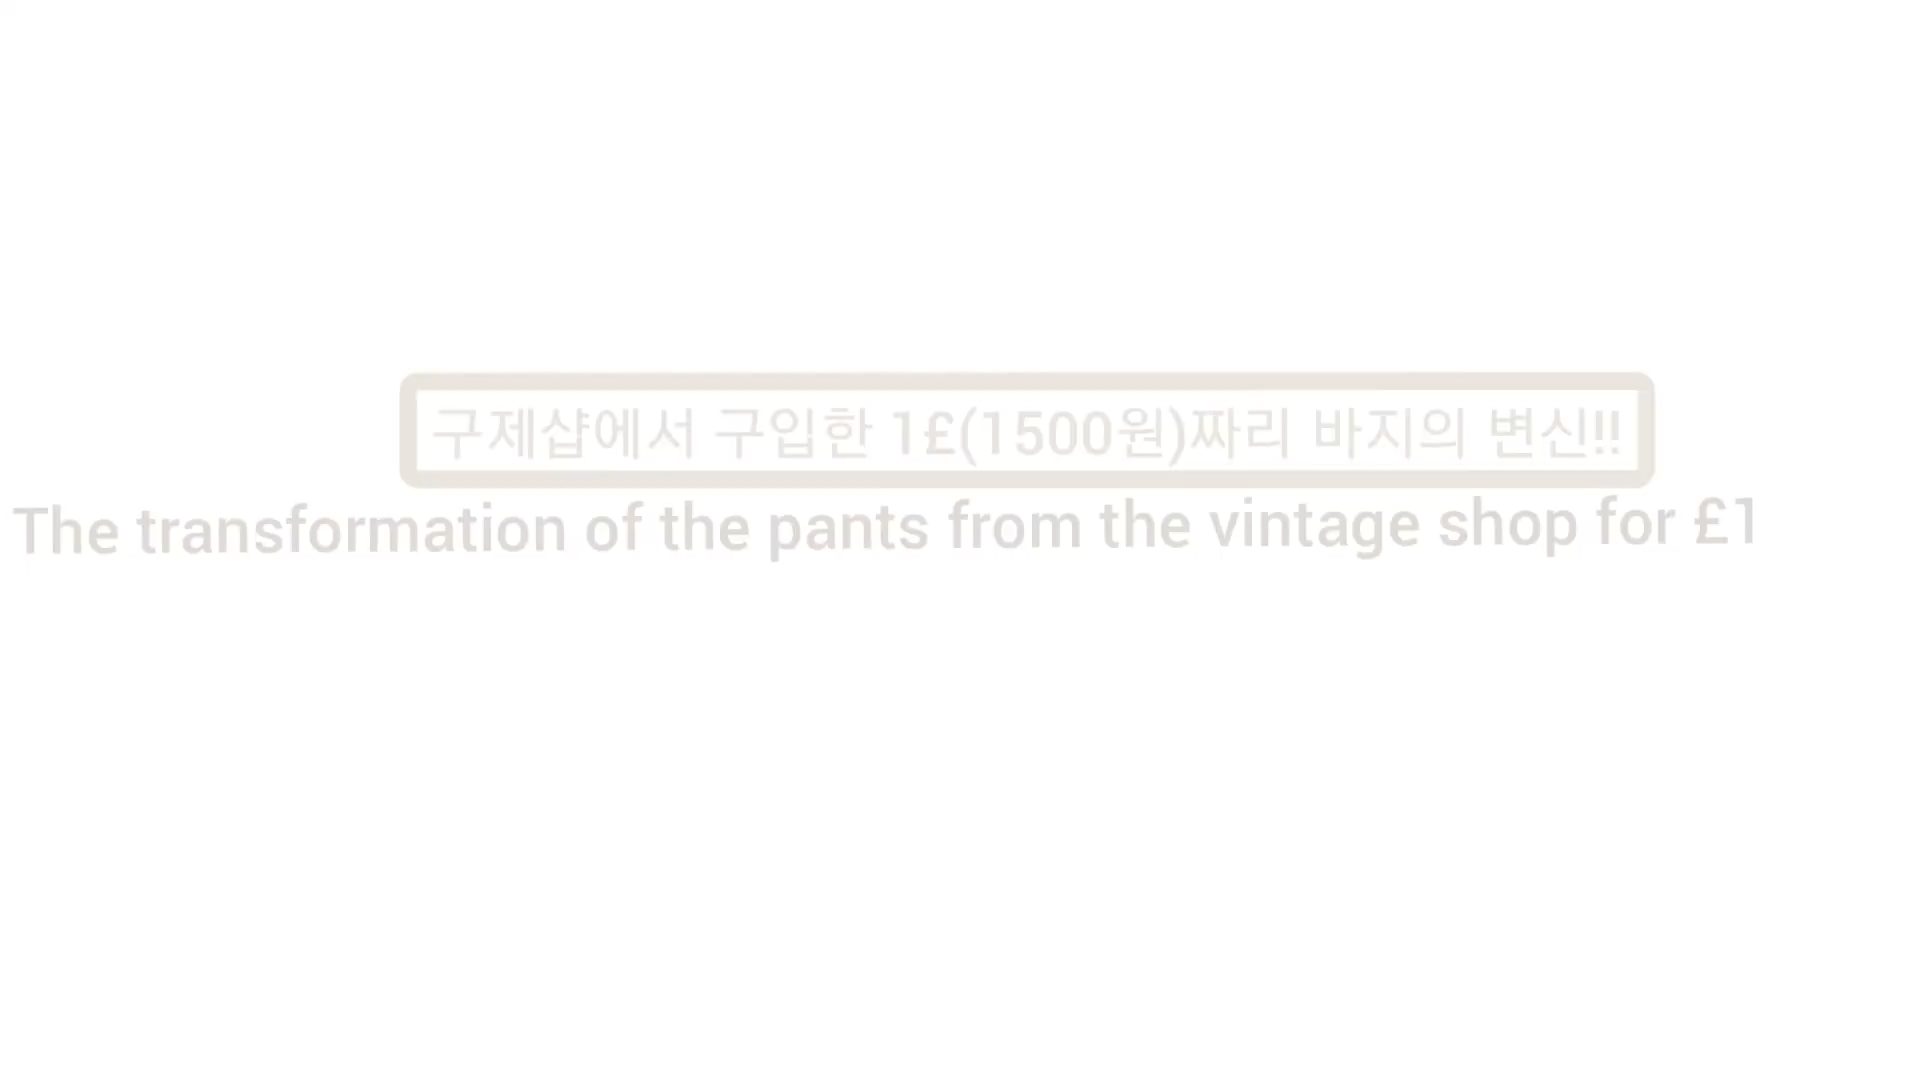 구제샵에서 구입한 1£(1500원)짜리 바지의 변신!!
The transformation of the pants from the vintage shop for £1